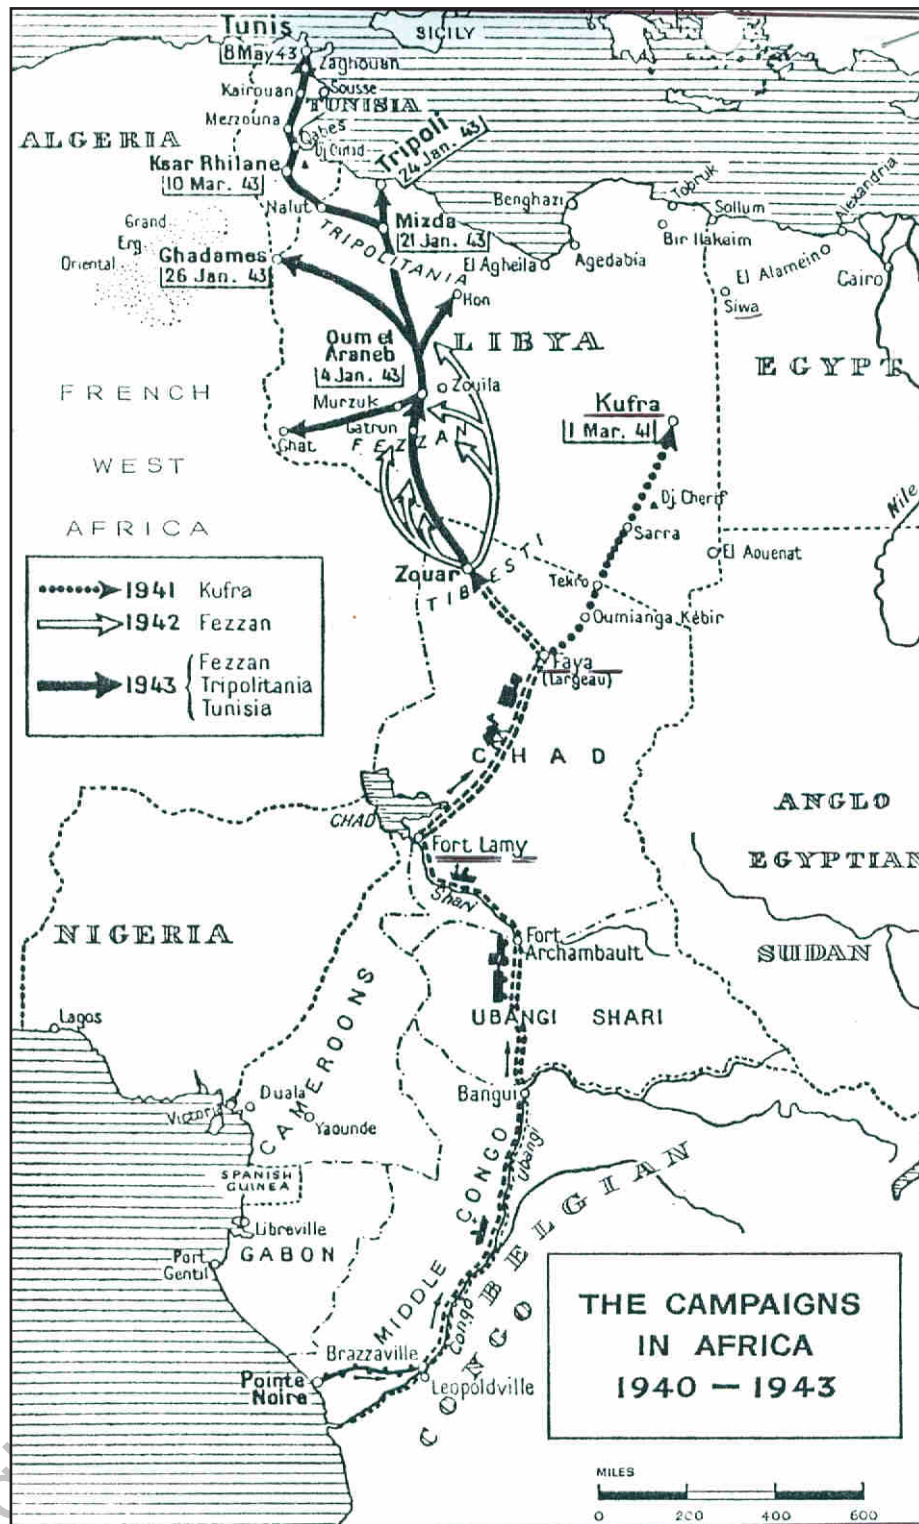 Tunis
8 May 43
SICILY
Zaghouan
Kairouan
Sousse
TUNISIA
Mezzouna
Gabes
ALGERIA
Ksar Rhilane
10 Mar. 43
Tripoli
24 Jan. 43
Nalut
Mizda
21 Jan. 43
TRIPOLITANIA
Grand
Erg
Oriental
Ghadames
26 Jan. 43
Benghazi
Tobruk
Sollum
Alexandria
Bir Hakeim
El Agheila
Agedabia
El Alamein
Cairo
Siwa
Hon
LIBYA
EGYPT
Oum el
Araneb
4 Jan. 43
Zouila
Murzuk
Gatrun
Ghat
FEZZAN
Kufra
1 Mar. 41
FRENCH
WEST
AFRICA
Dj. Cherif
Sarra
Nile
El Aouenat
Zouar
TIBESTI
Tekro
Oumianga Kébir
Faya
(Largeau)
1941 Kufra
1942 Fezzan
1943 Fezzan
Tripolitania
Tunisia
CHAD
CHAD
Fort Lamy
Shari
ANGLO
EGYPTIAN
SUDAN
NIGERIA
Fort
Archambault
UBANGI SHARI
CAMEROONS
Lagos
Bangui
Victoria
Duala
Yaounde
Ubangi
SPANISH
GUINEA
Libreville
GABON
Port
Gentil
MIDDLE CONGO
BELGIAN
CONGO
Congo
Brazzaville
Pointe
Noire
Leopoldville
THE CAMPAIGNS
IN AFRICA
1940 — 1943
MILES
0 200 400 600